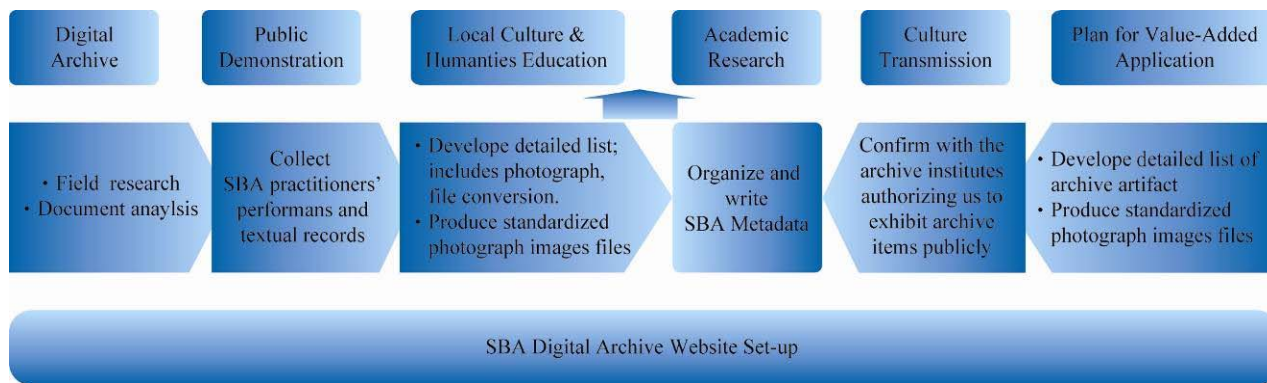 Digital
Archive
Public
Demonstration
Local Culture &
Humanties Education
Academic
Research
Culture
Transmission
Plan for Value-Added
Application
• Field research
• Document anaylsis
Collect
SBA practitioners'
performans and
textual records
• Develope detailed list;
includes photograph,
file conversion.
• Produce standardized
photograph images files
Organize and
write
SBA Metadata
Confirm with the
archive institutes
authorizing us to
exhibit archive
items publicly
• Develope detailed list of
archive artifact
• Produce standardized
photograph images files
SBA Digital Archive Website Set-up